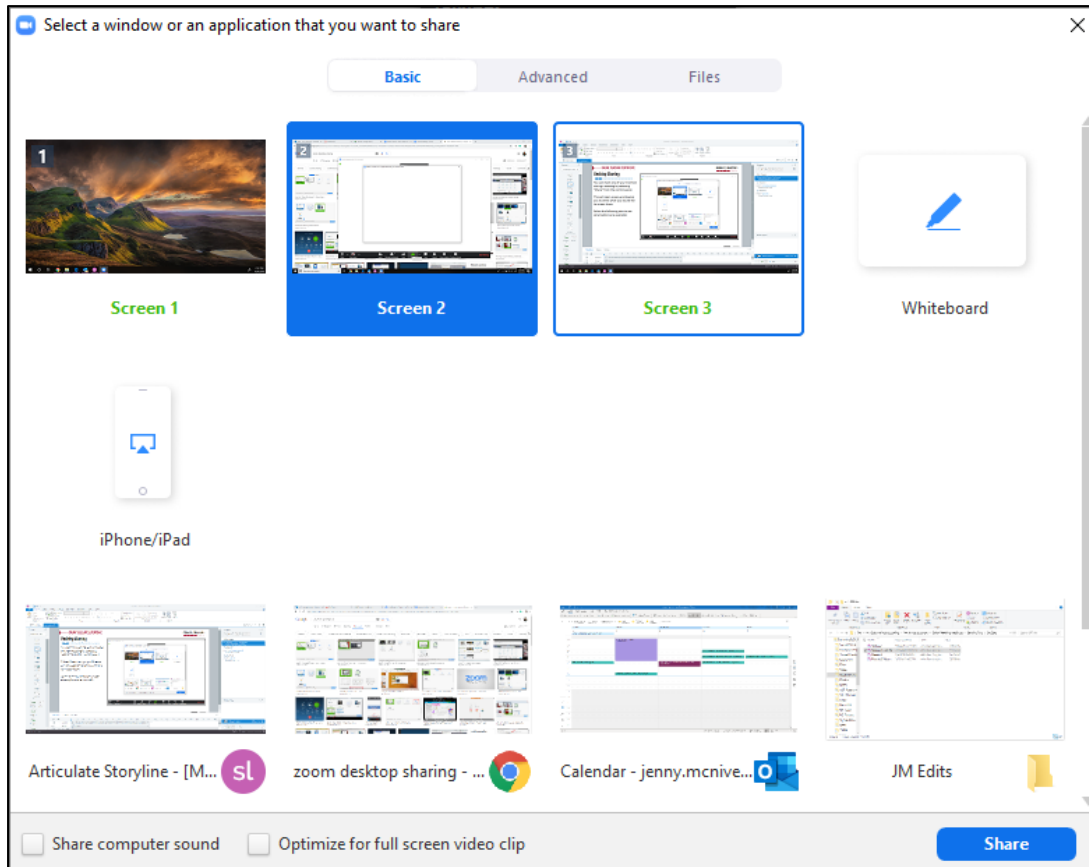 Select a window or an application that you want to share
Basic Advanced Files
1
2
3
Screen 1 Screen 2 Screen 3 Whiteboard
iPhone/iPad
Articulate Storyline - [M... sl zoom desktop sharing - ... Calendar - jenny.mcnive... JM Edits
Share computer sound Optimize for full screen video clip Share